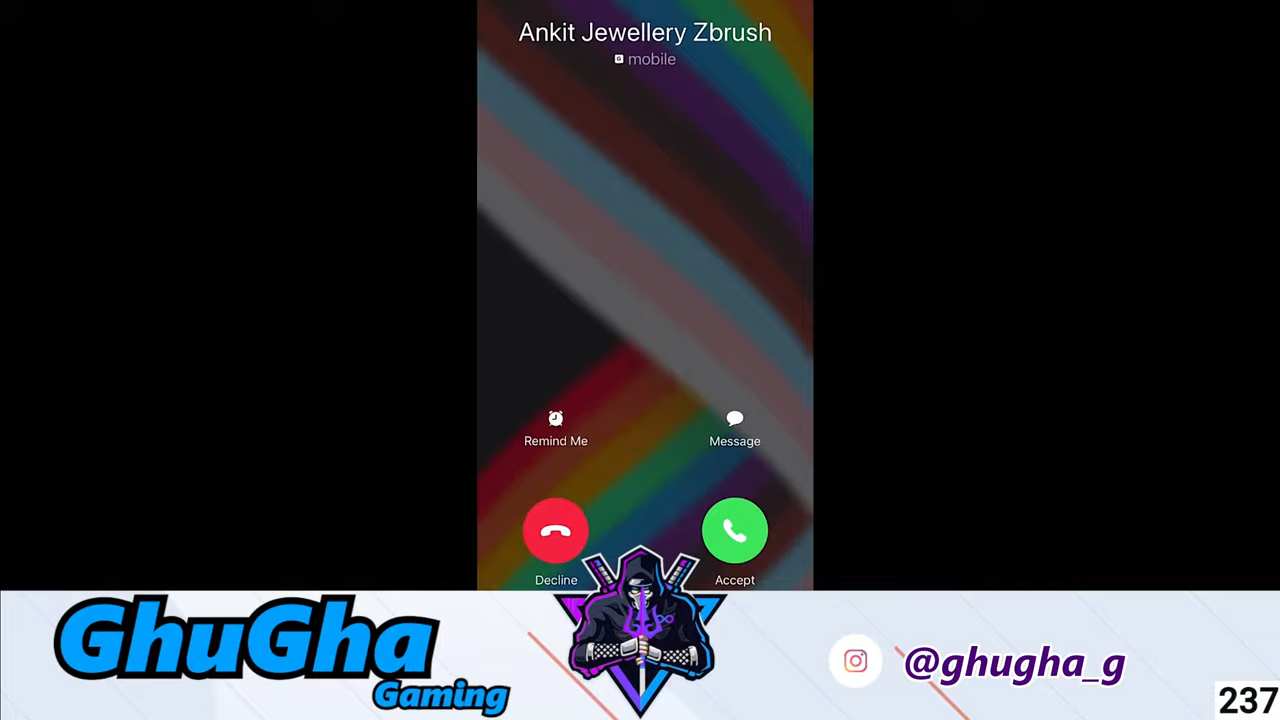 Ankit Jewellery Zbrush
mobile
Remind Me
Message
Decline
Accept
GhuGha
Gaming
@ghugha_g
237